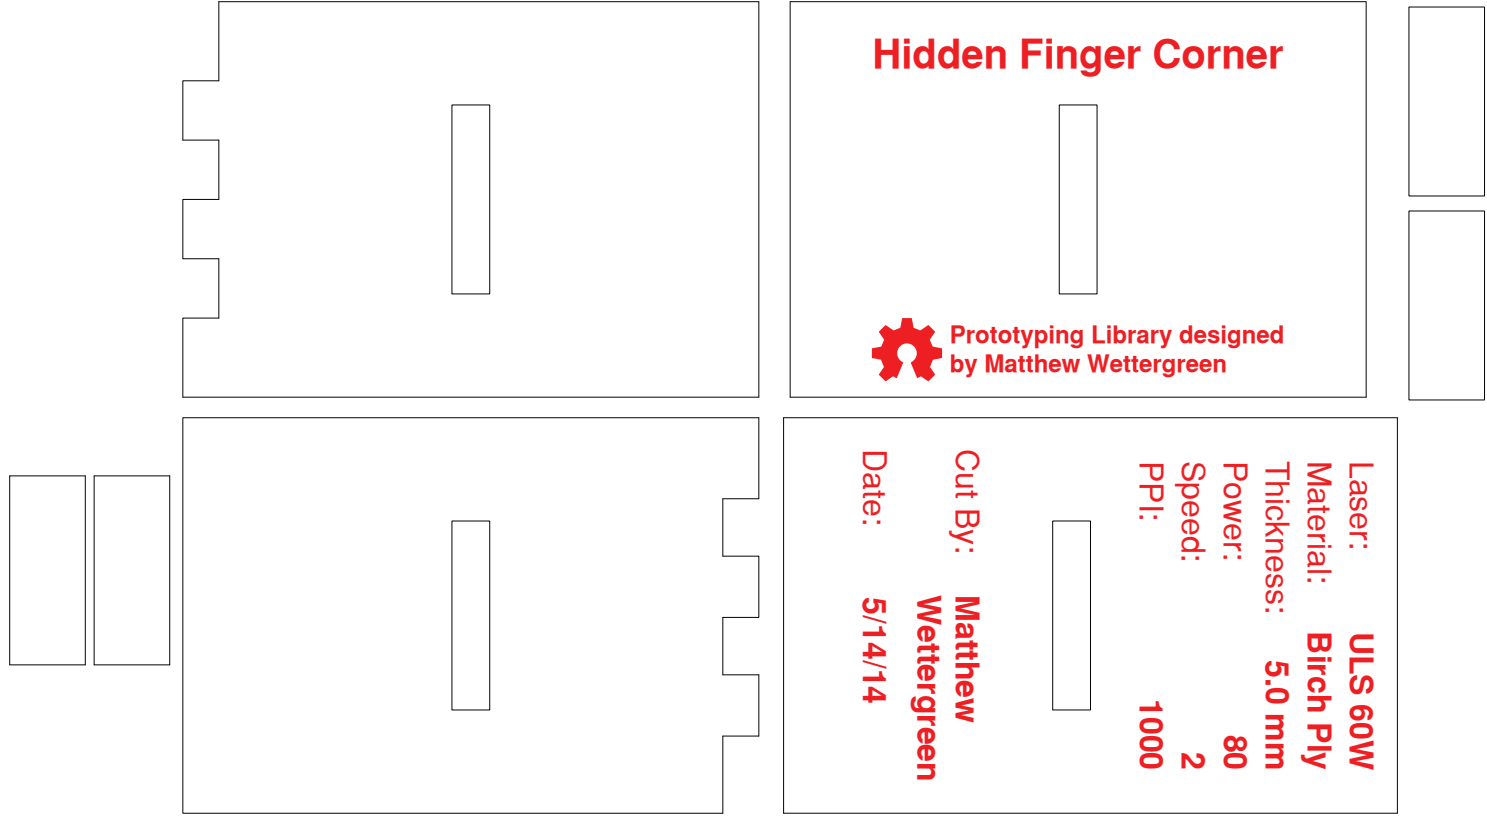 Hidden Finger Corner
Prototyping Library designed
by Matthew Wettergreen
Laser: ULS 60W
Material: Birch Ply
Thickness: 5.0 mm
Power: 80
Speed: 2
PPI: 1000
Cut By: Matthew
Wettergreen
Date: 5/14/14